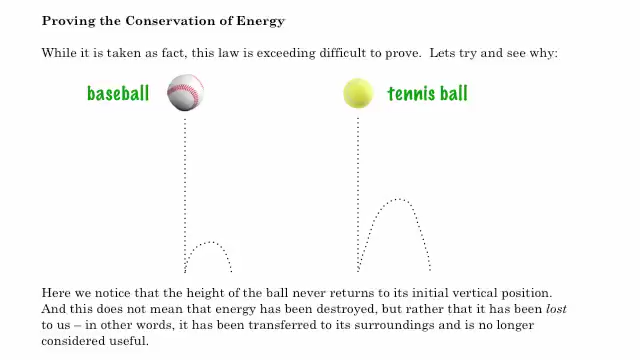 Proving the Conservation of Energy
While it is taken as fact, this law is exceeding difficult to prove. Lets try and see why:
baseball
tennis ball
Here we notice that the height of the ball never returns to its initial vertical position.
And this does not mean that energy has been destroyed, but rather that it has been lost
to us – in other words, it has been transferred to its surroundings and is no longer
considered useful.